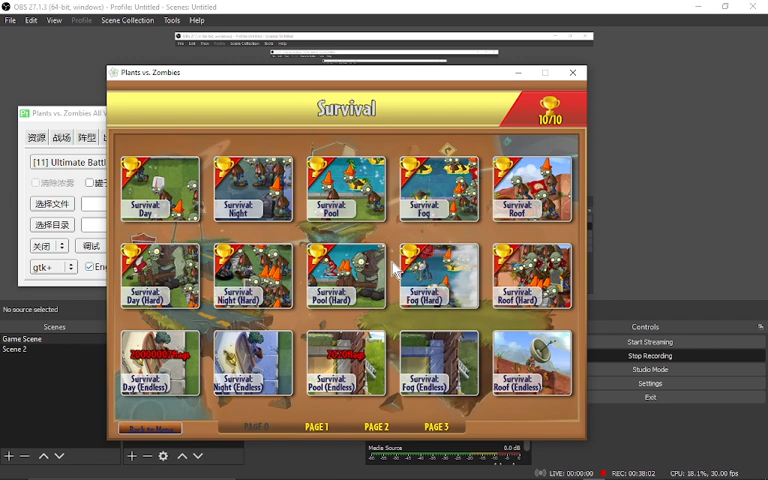 OBS 27.1.3 (64-bit, windows) - Profile: Untitled - Scenes: Untitled
File Edit View Profile Scene Collection Tools Help
Plants vs. Zombies
Survival
10/10
Plants vs. Zombies All V
资源 战场 阵型
[11] Ultimate Battl
清除浓雾
选择文件
选择目录
关闭 调试
gtk+ Eng
Survival: Day
Survival: Night
Survival: Pool
Survival: Fog
Survival: Roof
Survival: Day (Hard)
Survival: Night (Hard)
Survival: Pool (Hard)
Survival: Fog (Hard)
Survival: Roof (Hard)
Survival: Day (Endless)
Survival: Night (Endless)
Survival: Pool (Endless)
Survival: Fog (Endless)
Survival: Roof (Endless)
Back to Menu
PAGE 0 PAGE 1 PAGE 2 PAGE 3
No source selected
Scenes
Game Scene
Scene 2
Controls
Start Streaming
Stop Recording
Studio Mode
Settings
Exit
Media Source
0.0 dB
LIVE: 00:00:00 REC: 00:38:02 CPU: 18.1%, 30.00 fps